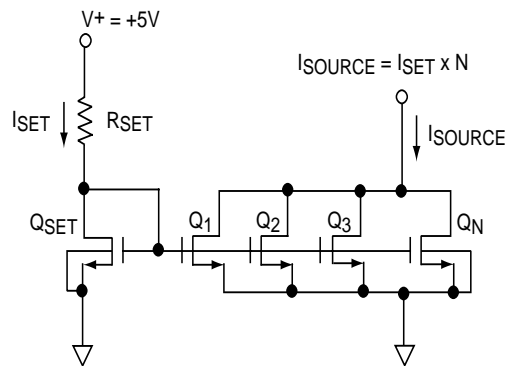 V+ = +5V
ISOURCE = ISET x N
ISET
RSET
ISOURCE
QSET
Q1
Q2
Q3
QN